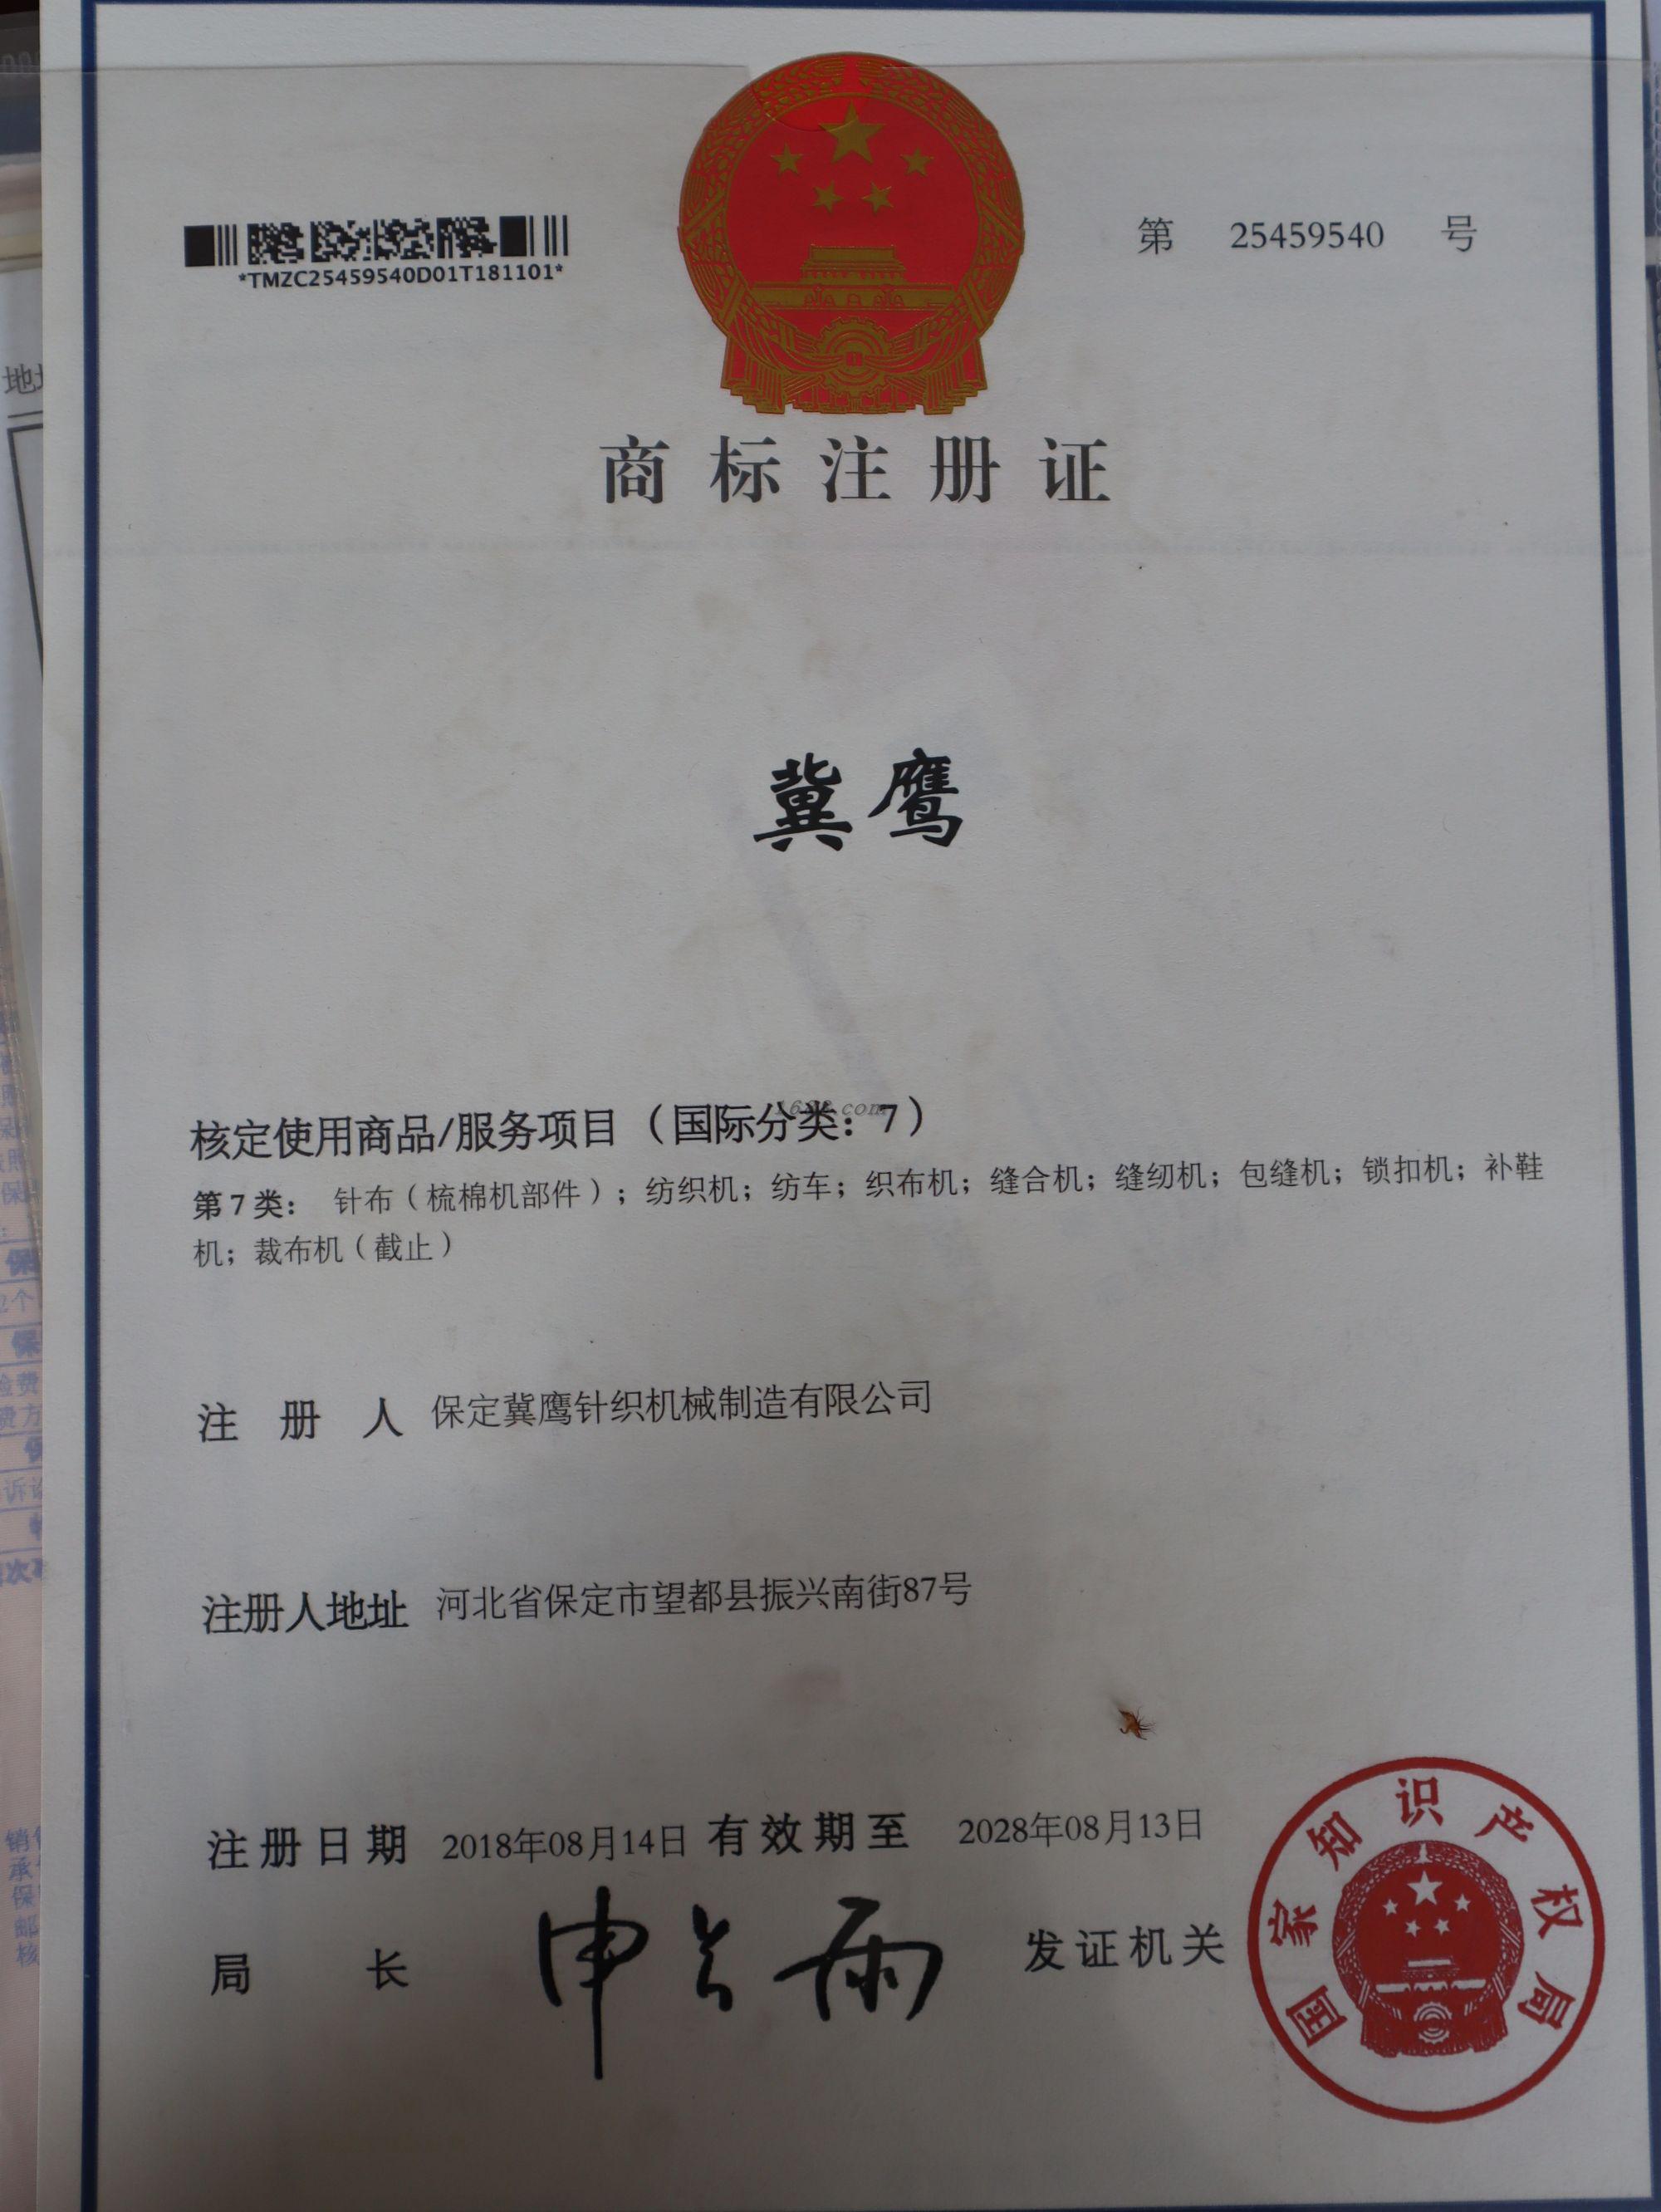 *TMZC25459540D01T181101*
第 25459540 号
商标注册证
冀鹰
1688.com
核定使用商品/服务项目（国际分类：7）
第7类： 针布（梳棉机部件）；纺织机；纺车；织布机；缝合机；缝纫机；包缝机；锁扣机；补鞋
机；裁布机（截止）
注册人 保定冀鹰针织机械制造有限公司
注册人地址 河北省保定市望都县振兴南街87号
注册日期 2018年08月14日 有效期至 2028年08月13日
局长 申长雨 发证机关
国家知识产权局